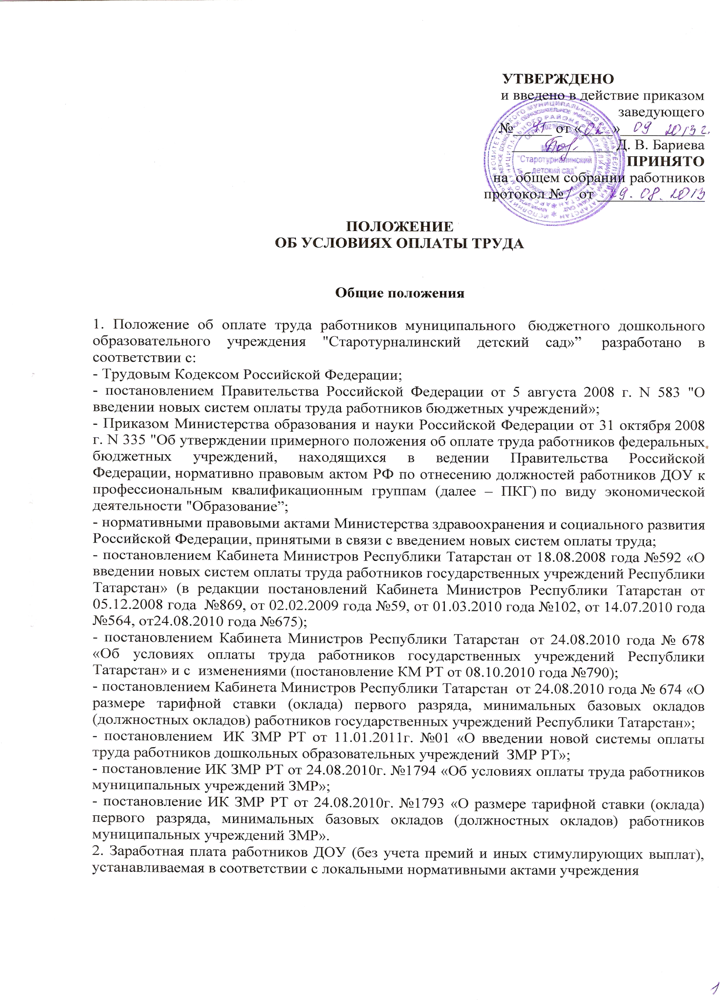 УТВЕРЖДЕНО
и введено в действие приказом
заведующего
№ 41 от « » 09 2013 г.
Д. В. Бариева
ПРИНЯТО
на общем собрании работников
протокол №1 от 29.08.2013
МБДОУ
"Старотурналинский
детский сад"
ПОЛОЖЕНИЕ
ОБ УСЛОВИЯХ ОПЛАТЫ ТРУДА
Общие положения
1. Положение об оплате труда работников муниципального бюджетного дошкольного
образовательного учреждения "Старотурналинский детский сад»” разработано в
соответствии с:
- Трудовым Кодексом Российской Федерации;
- постановлением Правительства Российской Федерации от 5 августа 2008 г. N 583 "О
введении новых систем оплаты труда работников бюджетных учреждений»;
- Приказом Министерства образования и науки Российской Федерации от 31 октября 2008
г. N 335 "Об утверждении примерного положения об оплате труда работников федеральных
бюджетных учреждений, находящихся в ведении Правительства Российской
Федерации, нормативно правовым актом РФ по отнесению должностей работников ДОУ к
профессиональным квалификационным группам (далее – ПКГ) по виду экономической
деятельности "Образование”;
- нормативными правовыми актами Министерства здравоохранения и социального развития
Российской Федерации, принятыми в связи с введением новых систем оплаты труда;
- постановлением Кабинета Министров Республики Татарстан от 18.08.2008 года №592 «О
введении новых систем оплаты труда работников государственных учреждений Республики
Татарстан» (в редакции постановлений Кабинета Министров Республики Татарстан от
05.12.2008 года №869, от 02.02.2009 года №59, от 01.03.2010 года №102, от 14.07.2010 года
№564, от24.08.2010 года №675);
- постановлением Кабинета Министров Республики Татарстан от 24.08.2010 года № 678
«Об условиях оплаты труда работников государственных учреждений Республики
Татарстан» и с изменениями (постановление КМ РТ от 08.10.2010 года №790);
- постановлением Кабинета Министров Республики Татарстан от 24.08.2010 года № 674 «О
размере тарифной ставки (оклада) первого разряда, минимальных базовых окладов
(должностных окладов) работников государственных учреждений Республики Татарстан»;
- постановлением ИК ЗМР РТ от 11.01.2011г. №01 «О введении новой системы оплаты
труда работников дошкольных образовательных учреждений ЗМР РТ»;
- постановление ИК ЗМР РТ от 24.08.2010г. №1794 «Об условиях оплаты труда работников
муниципальных учреждений ЗМР»;
- постановление ИК ЗМР РТ от 24.08.2010г. №1793 «О размере тарифной ставки (оклада)
первого разряда, минимальных базовых окладов (должностных окладов) работников
муниципальных учреждений ЗМР».
2. Заработная плата работников ДОУ (без учета премий и иных стимулирующих выплат),
устанавливаемая в соответствии с локальными нормативными актами учреждения
1